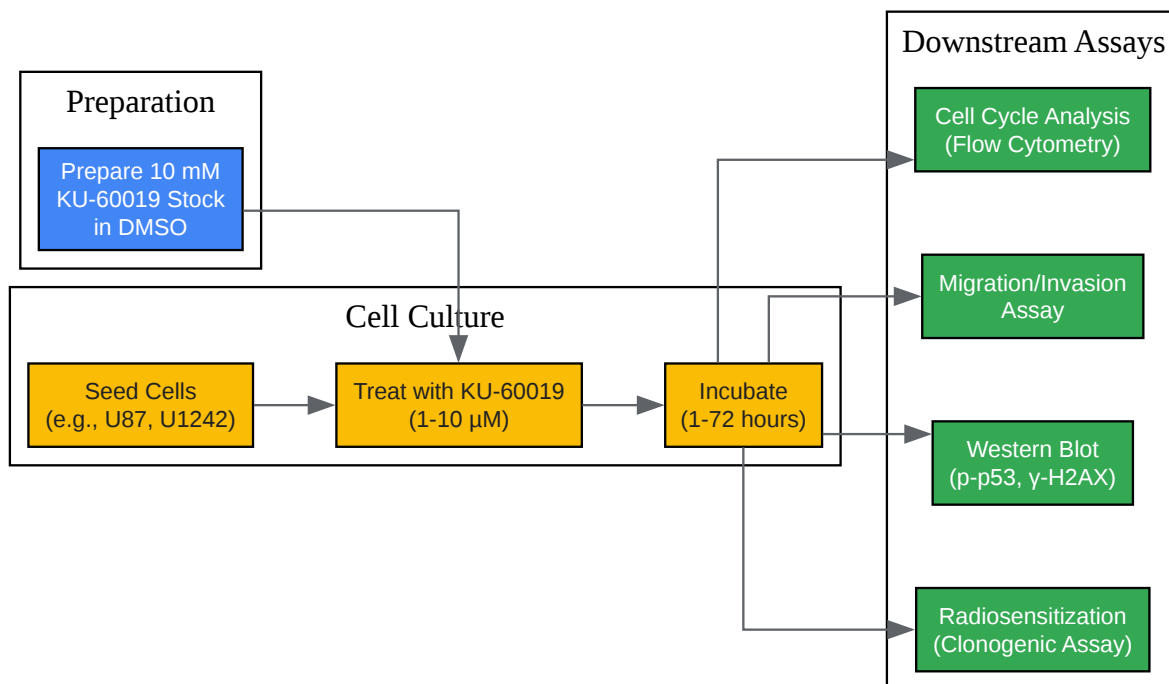 Preparation
Prepare 10 mM
KU-60019 Stock
in DMSO
Cell Culture
Seed Cells
(e.g., U87, U1242)
Treat with KU-60019
(1-10 µM)
Incubate
(1-72 hours)
Downstream Assays
Cell Cycle Analysis
(Flow Cytometry)
Migration/Invasion
Assay
Western Blot
(p-p53, γ-H2AX)
Radiosensitization
(Clonogenic Assay)